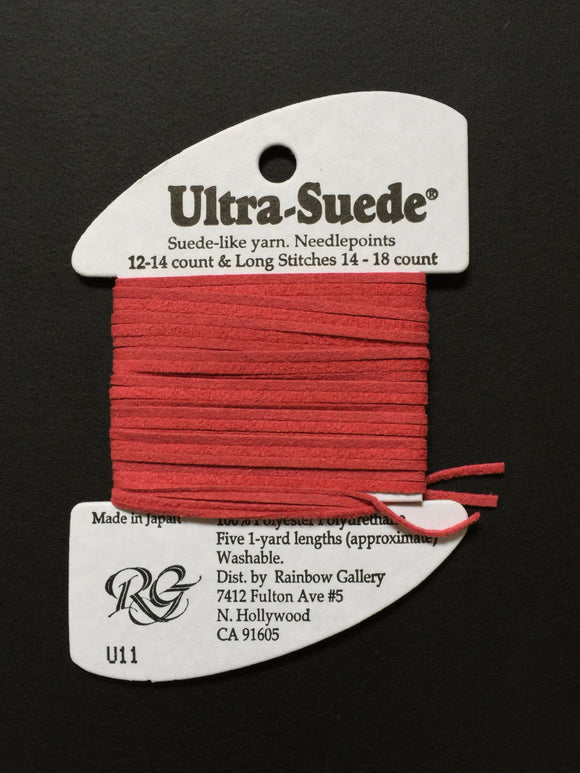 Ultra-Suede®
Suede-like yarn. Needlepoints
12-14 count & Long Stitches 14 - 18 count
Made in Japan
100% Polyester Polyurethane
Five 1-yard lengths (approximate)
Washable.
Dist. by Rainbow Gallery
7412 Fulton Ave #5
N. Hollywood
CA 91605
RG
U11